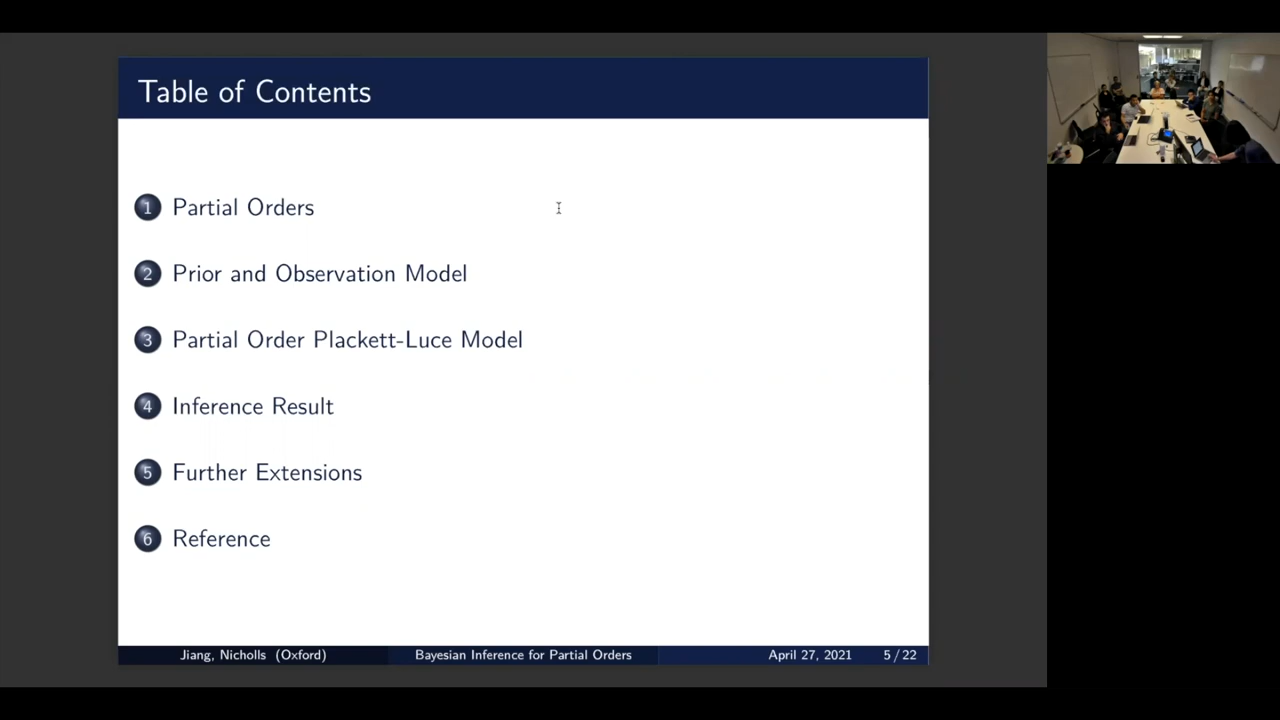 Table of Contents
1 Partial Orders
2 Prior and Observation Model
3 Partial Order Plackett-Luce Model
4 Inference Result
5 Further Extensions
6 Reference
Jiang, Nicholls (Oxford) Bayesian Inference for Partial Orders April 27, 2021 5 / 22